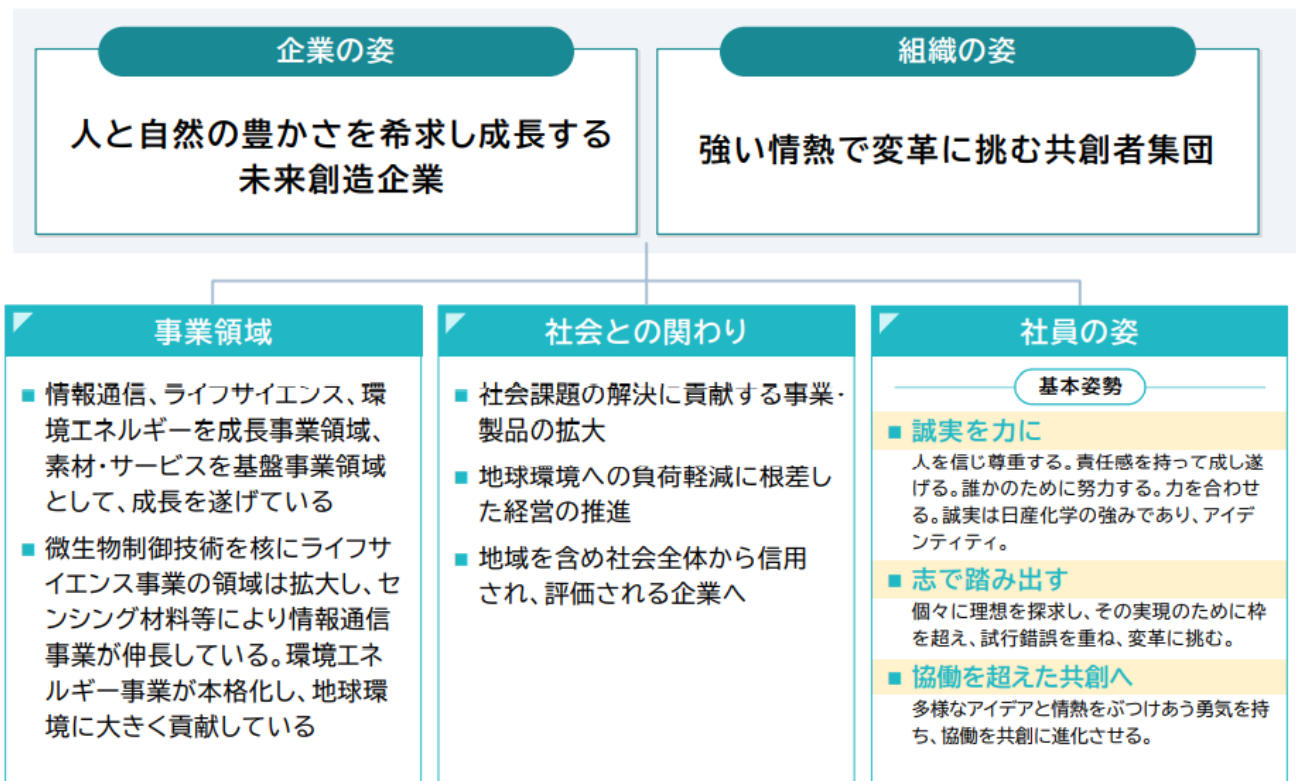 企業の姿
人と自然の豊かさを希求し成長する
未来創造企業
組織の姿
強い情熱で変革に挑む共創者集団
事業領域
■ 情報通信、ライフサイエンス、環
境エネルギーを成長事業領域、
素材・サービスを基盤事業領域
として、成長を遂げている
■ 微生物制御技術を核にライフサ
イエンス事業の領域は拡大し、セ
ンシング材料等により情報通信
事業が伸長している。環境エネ
ルギー事業が本格化し、地球環
境に大きく貢献している
社会との関わり
■ 社会課題の解決に貢献する事業・
製品の拡大
■ 地球環境への負荷軽減に根差し
た経営の推進
■ 地域を含め社会全体から信用
され、評価される企業へ
社員の姿
基本姿勢
■ 誠実を力に
人を信じ尊重する。責任感を持って成し遂
げる。誰かのために努力する。力を合わせ
る。誠実は日産化学の強みであり、アイデ
ンティティ。
■ 志で踏み出す
個々に理想を探求し、その実現のために枠
を超え、試行錯誤を重ね、変革に挑む。
■ 協働を超えた共創へ
多様なアイデアと情熱をぶつけあう勇気を持
ち、協働を共創に進化させる。